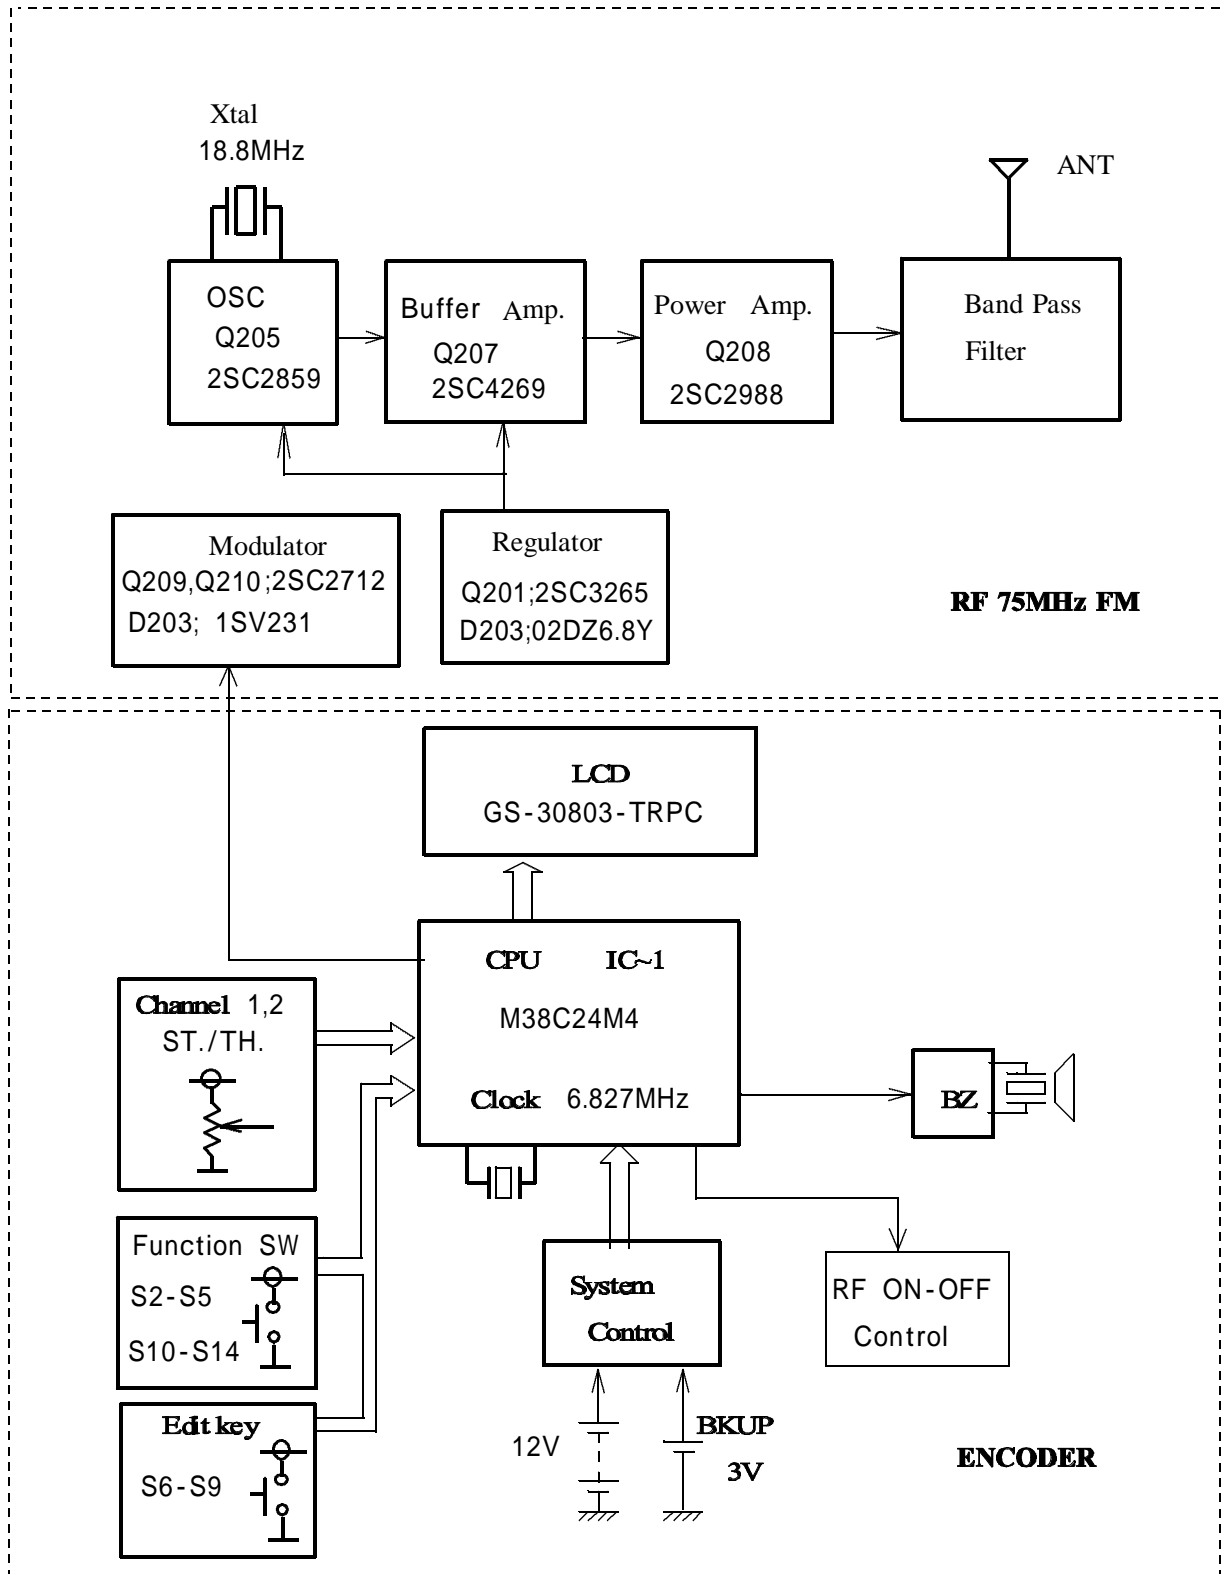 Xtal
18.8MHz
ANT
OSC
Q205
2SC2859
Buffer Amp.
Q207
2SC4269
Power Amp.
Q208
2SC2988
Band Pass
Filter
Modulator
Q209,Q210;2SC2712
D203; 1SV231
Regulator
Q201;2SC3265
D203;02DZ6.8Y
RF 75MHz FM
LCD
GS-30803-TRPC
CPU IC~1
M38C24M4
Clock 6.827MHz
Channel 1,2
ST./TH.
BZ
Function SW
S2-S5
S10-S14
System
Control
RF ON-OFF
Control
Edit key
S6-S9
12V
BKUP
3V
ENCODER